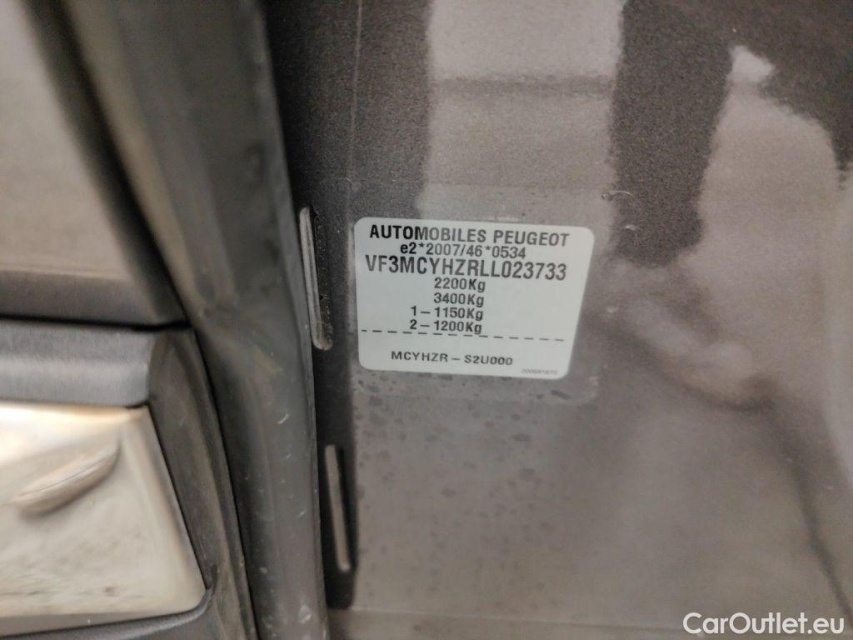 AUTOMOBILES PEUGEOT
e2*2007/46*0534
VF3MCYHZRLL023733
2200Kg
3400Kg
1-1150Kg
2-1200Kg
MCYHZR - S2U000
CarOutlet.eu